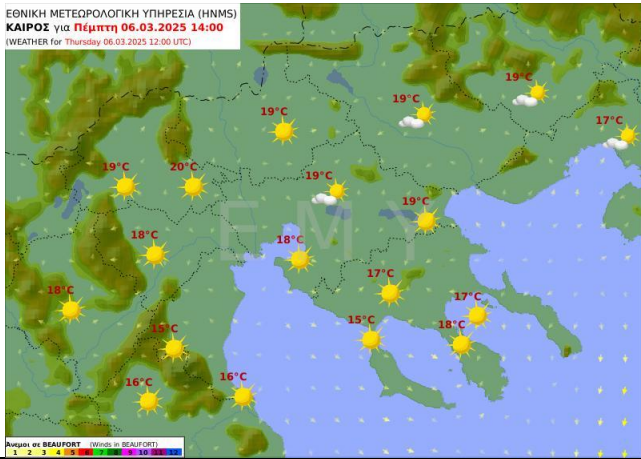 ΕΘΝΙΚΗ ΜΕΤΕΩΡΟΛΟΓΙΚΗ ΥΠΗΡΕΣΙΑ (HNMS)
ΚΑΙΡΟΣ για Πέμπτη 06.03.2025 14:00
(WEATHER for Thursday 06.03.2025 12:00 UTC)
19°C
19°C
19°C
17°C
19°C
20°C
19°C
19°C
18°C
18°C
18°C
17°C
17°C
15°C
18°C
15°C
16°C
16°C
ΕΜΥ
Άνεμοι σε BEAUFORT (Winds in BEAUFORT)
1 2 3 4 5 6 7 8 9 10 11 12